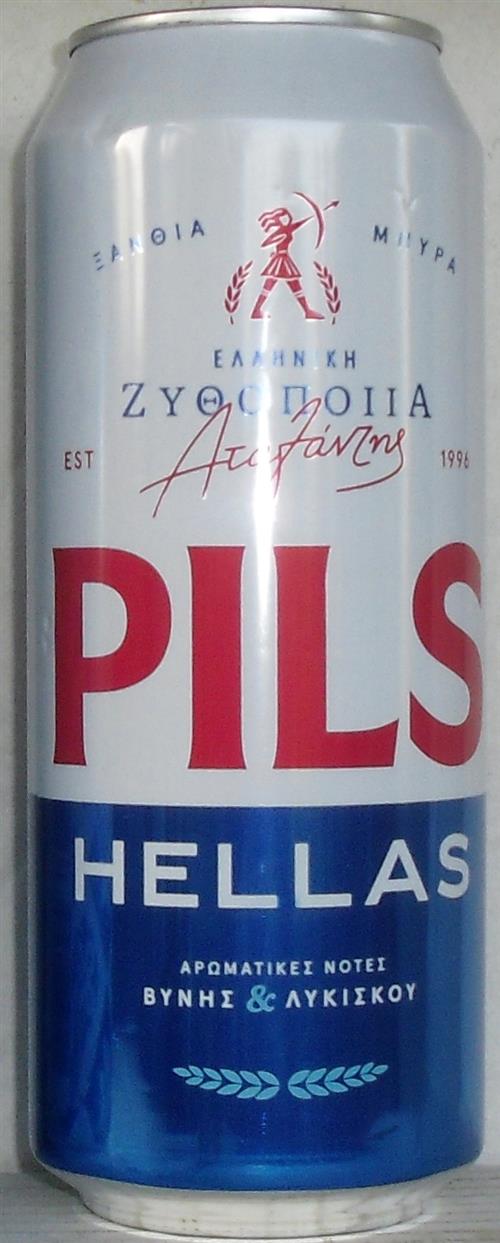 ΞΑΝΘΙΑ ΜΠΥΡΑ
ΕΛΛΗΝΙΚΗ
ΖΥΘΟΠΟΙΙΑ
Αταλάντης
EST 1996
PILS
HELLAS
ΑΡΩΜΑΤΙΚΕΣ ΝΟΤΕΣ
ΒΥΝΗΣ & ΛΥΚΙΣΚΟΥ